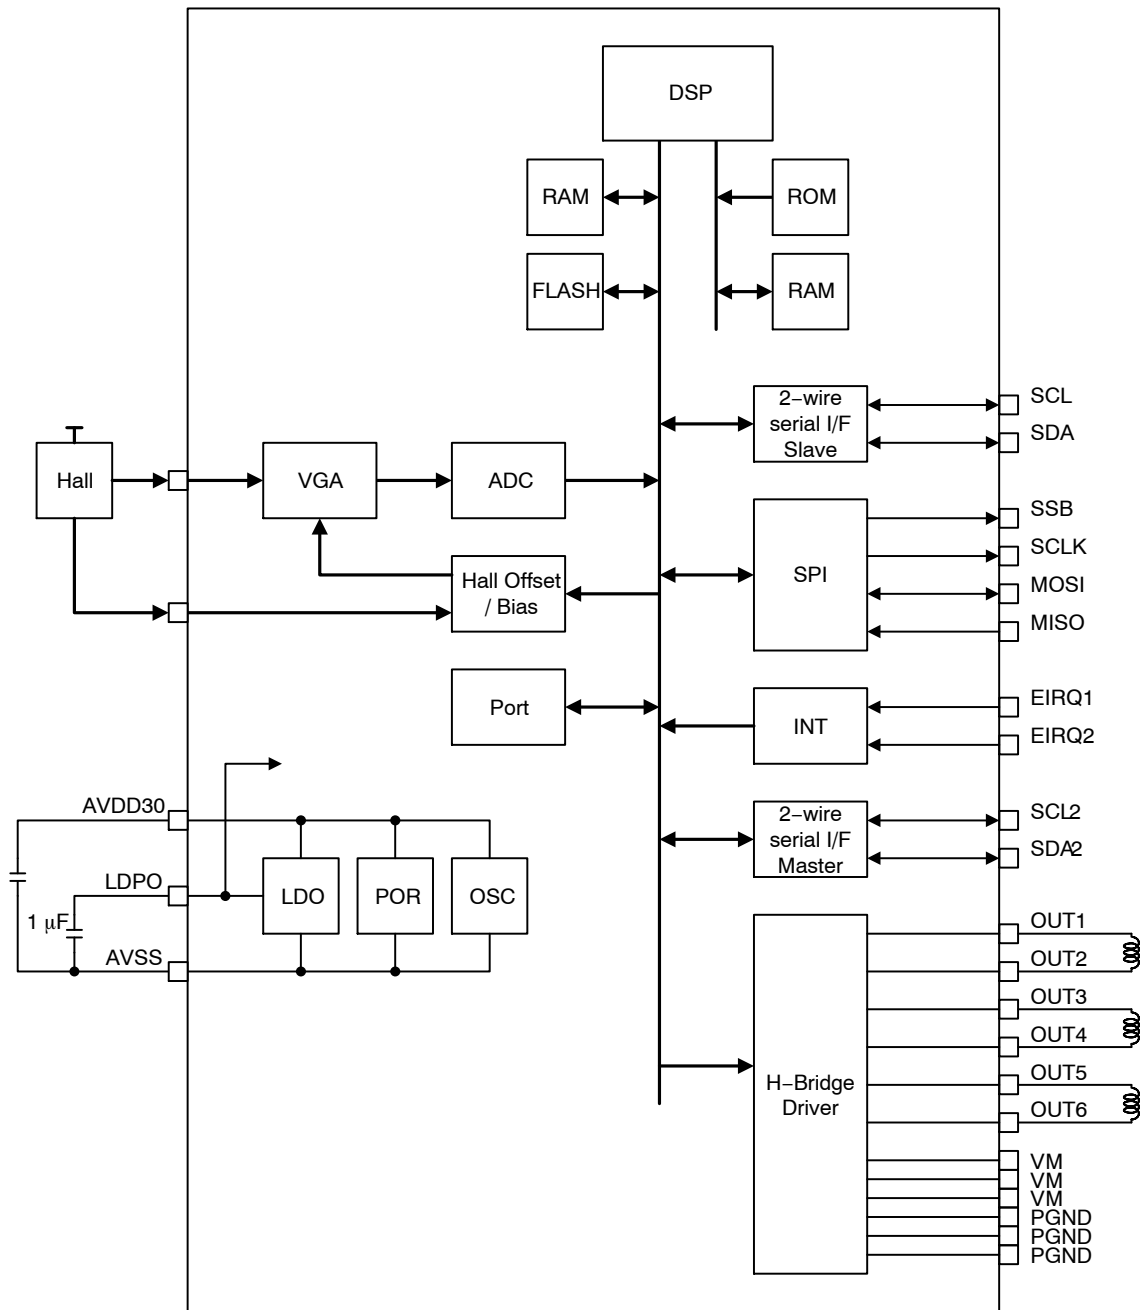 DSP
RAM
ROM
FLASH
RAM
2−wire
serial I/F
Slave
SCL
SDA
Hall
VGA
ADC
SPI
SSB
SCLK
MOSI
MISO
Hall Offset
/ Bias
Port
INT
EIRQ1
EIRQ2
AVDD30
LDPO
1 μF
AVSS
LDO
POR
OSC
2−wire
serial I/F
Master
SCL2
SDA2
H−Bridge
Driver
OUT1
OUT2
OUT3
OUT4
OUT5
OUT6
VM
VM
VM
PGND
PGND
PGND